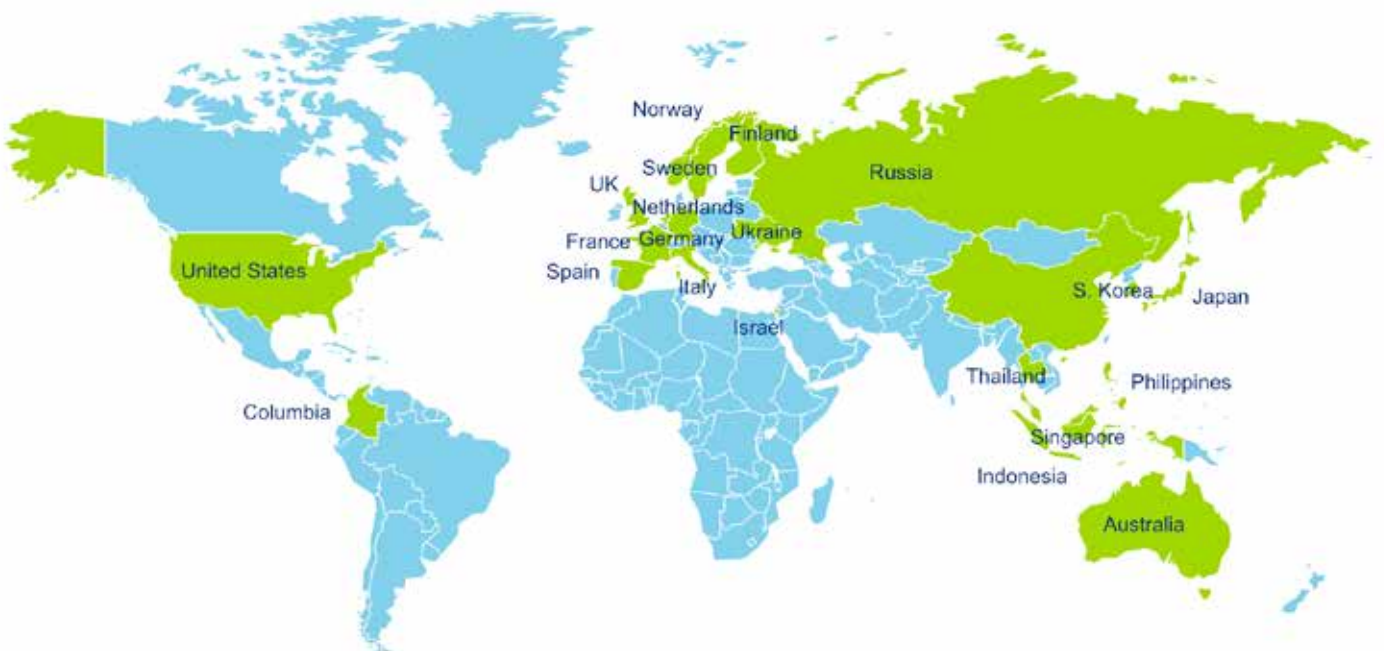 Norway
Finland
Sweden
Russia
UK
Netherlands
Ukraine
France
Germany
United States
Spain
Italy
S. Korea
Japan
Israel
Thailand
Philippines
Columbia
Singapore
Indonesia
Australia